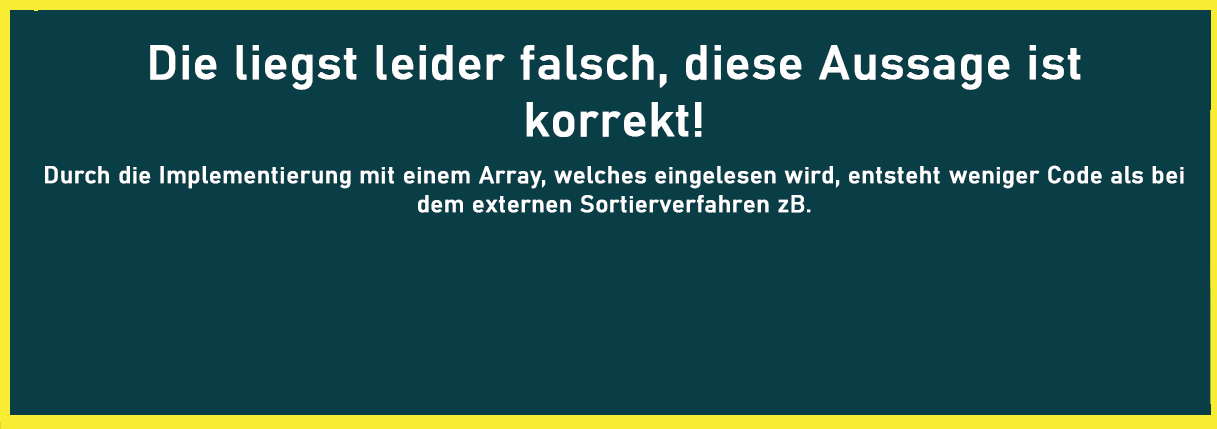 Die liegst leider falsch, diese Aussage ist
korrekt!
Durch die Implementierung mit einem Array, welches eingelesen wird, entsteht weniger Code als bei
dem externen Sortierverfahren zB.